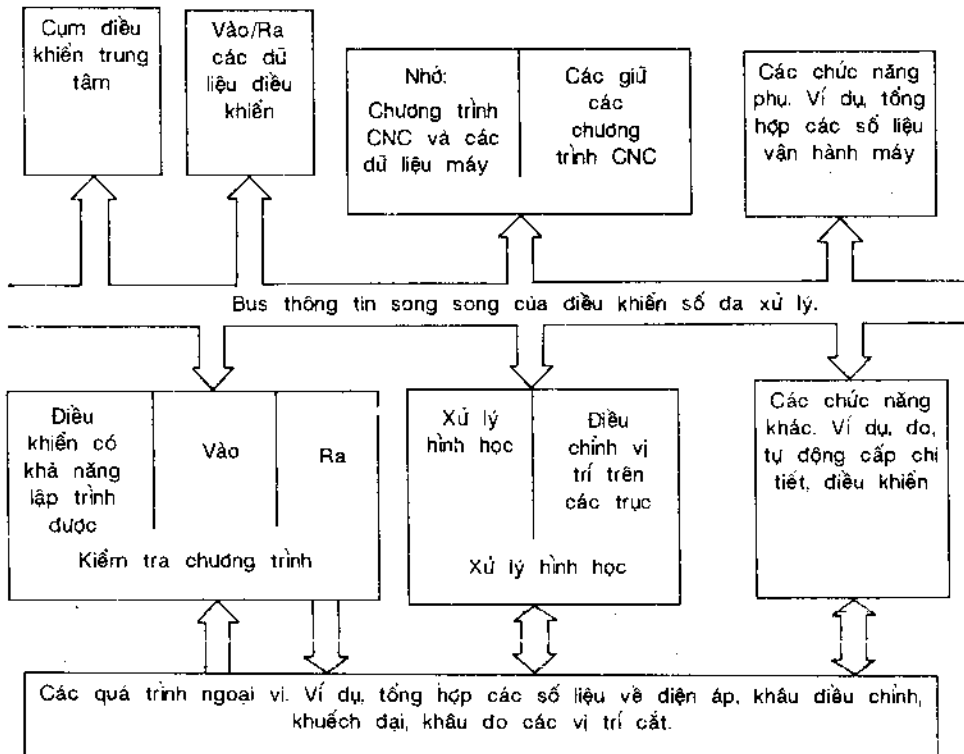 Cụm điều
khiển trung
tâm
Vào/Ra
các dữ
liệu điều
khiển
Nhớ:
Chương trình
CNC và các
dữ liệu máy
Các giữ
các
chương
trình CNC
Các chức năng
phụ. Ví dụ, tổng
hợp các số liệu
vận hành máy
Bus thông tin song song của điều khiển số đa xử lý.
Điều
khiển có
khả năng
lập trình
được
Vào
Ra
Kiểm tra chương trình
Xử lý
hình học
Điều
chỉnh vị
trí trên
các trục
Xử lý hình học
Các chức năng
khác. Ví dụ, đo,
tự động cấp chi
tiết, điều khiển
Các quá trình ngoại vi. Ví dụ, tổng hợp các số liệu về điện áp, khâu điều chỉnh,
khuếch đại, khâu đo các vị trí cắt.